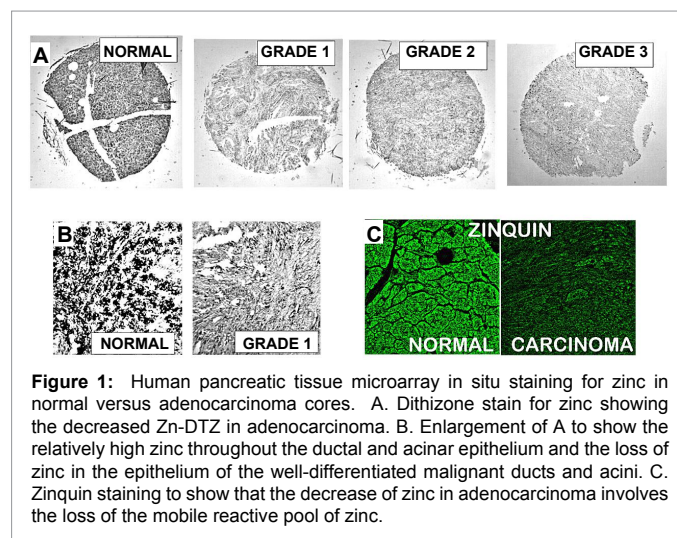 A
NORMAL
GRADE 1
GRADE 2
GRADE 3
B
NORMAL
GRADE 1
C
ZINQUIN
NORMAL
CARCINOMA
Figure 1: Human pancreatic tissue microarray in situ staining for zinc in
normal versus adenocarcinoma cores. A. Dithizone stain for zinc showing
the decreased Zn-DTZ in adenocarcinoma. B. Enlargement of A to show the
relatively high zinc throughout the ductal and acinar epithelium and the loss of
zinc in the epithelium of the well-differentiated malignant ducts and acini. C.
Zinquin staining to show that the decrease of zinc in adenocarcinoma involves
the loss of the mobile reactive pool of zinc.